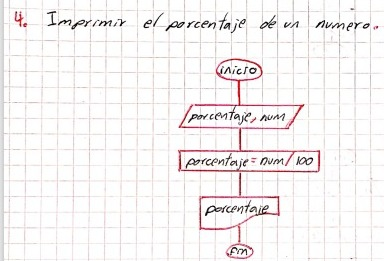 4. Imprimir el porcentaje de un numero.
inicio
porcentaje, num
porcentaje = num / 100
porcentaje
fin